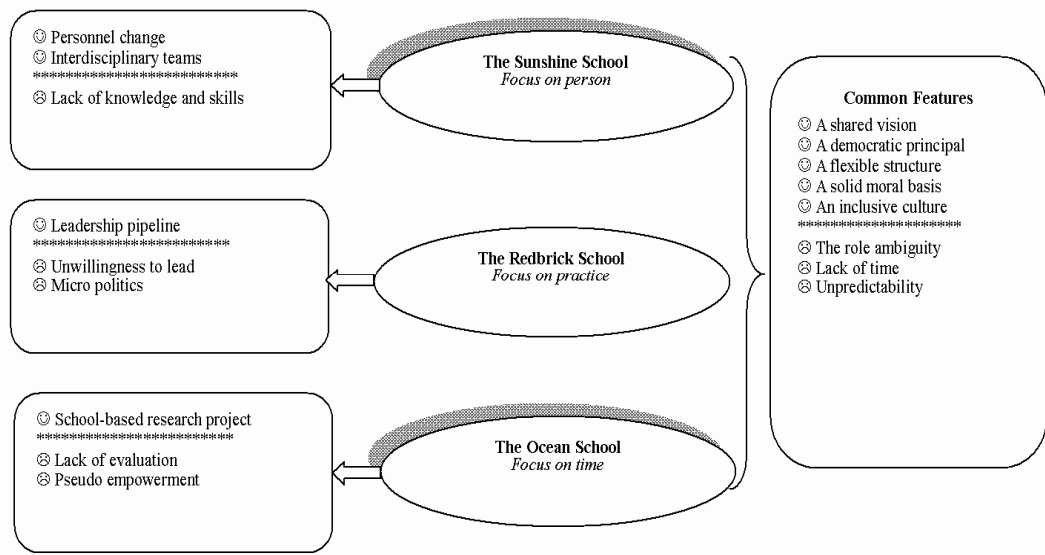 ☺ Personnel change
☺ Interdisciplinary teams
*************************
☹ Lack of knowledge and skills
The Sunshine School
Focus on person
☺ Leadership pipeline
************************
☹ Unwillingness to lead
☹ Micro politics
The Redbrick School
Focus on practice
☺ School-based research project
************************
☹ Lack of evaluation
☹ Pseudo empowerment
The Ocean School
Focus on time
Common Features
☺ A shared vision
☺ A democratic principal
☺ A flexible structure
☺ A solid moral basis
☺ An inclusive culture
********************
☹ The role ambiguity
☹ Lack of time
☹ Unpredictability